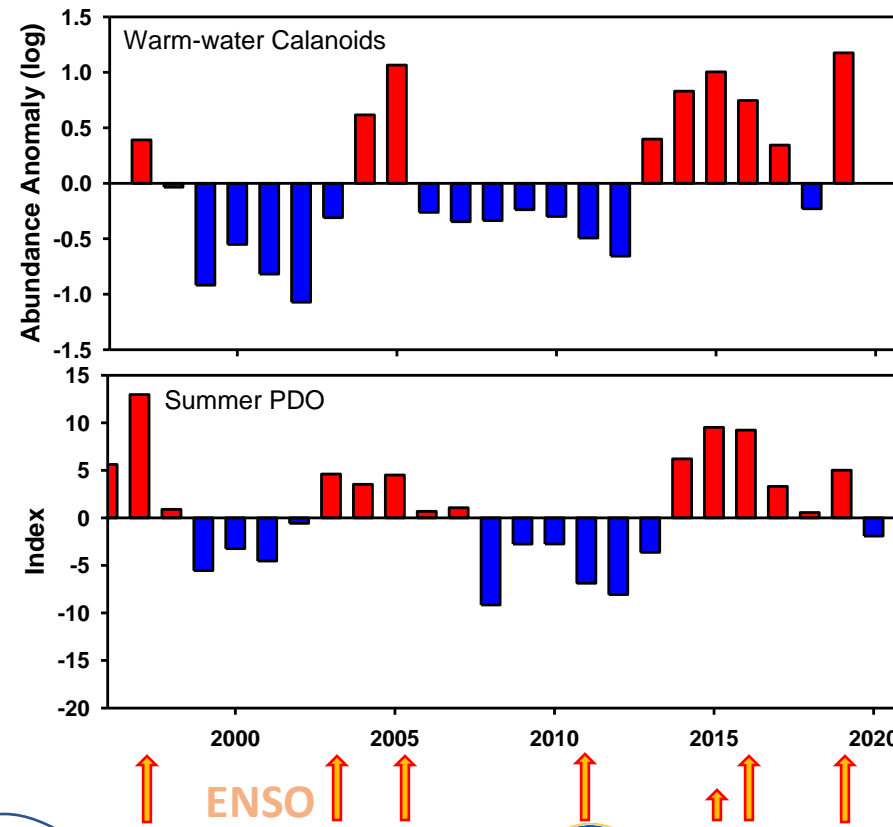 1.5
Warm-water Calanoids
1.0
0.5
0.0
-0.5
-1.0
-1.5
Abundance Anomaly (log)
15
Summer PDO
10
5
0
-5
-10
-15
-20
Index
2000 2005 2010 2015 2020
ENSO